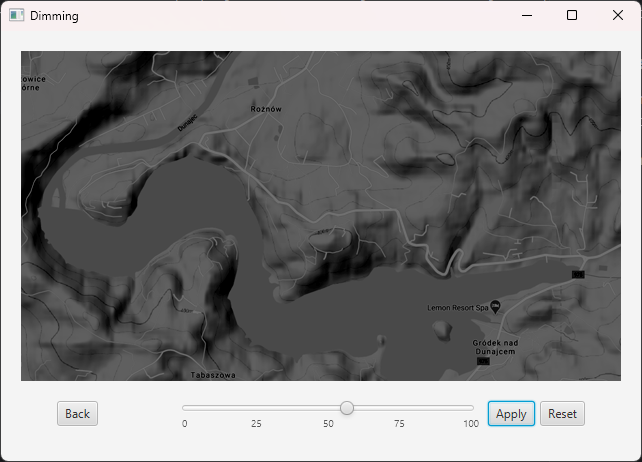 Dimming
towice
órne
Rożnów
Dunajec
Lemon Resort Spa
Gródek nad
Dunajcem
Tabaszowa
Back
0 25 50 75 100
Apply
Reset